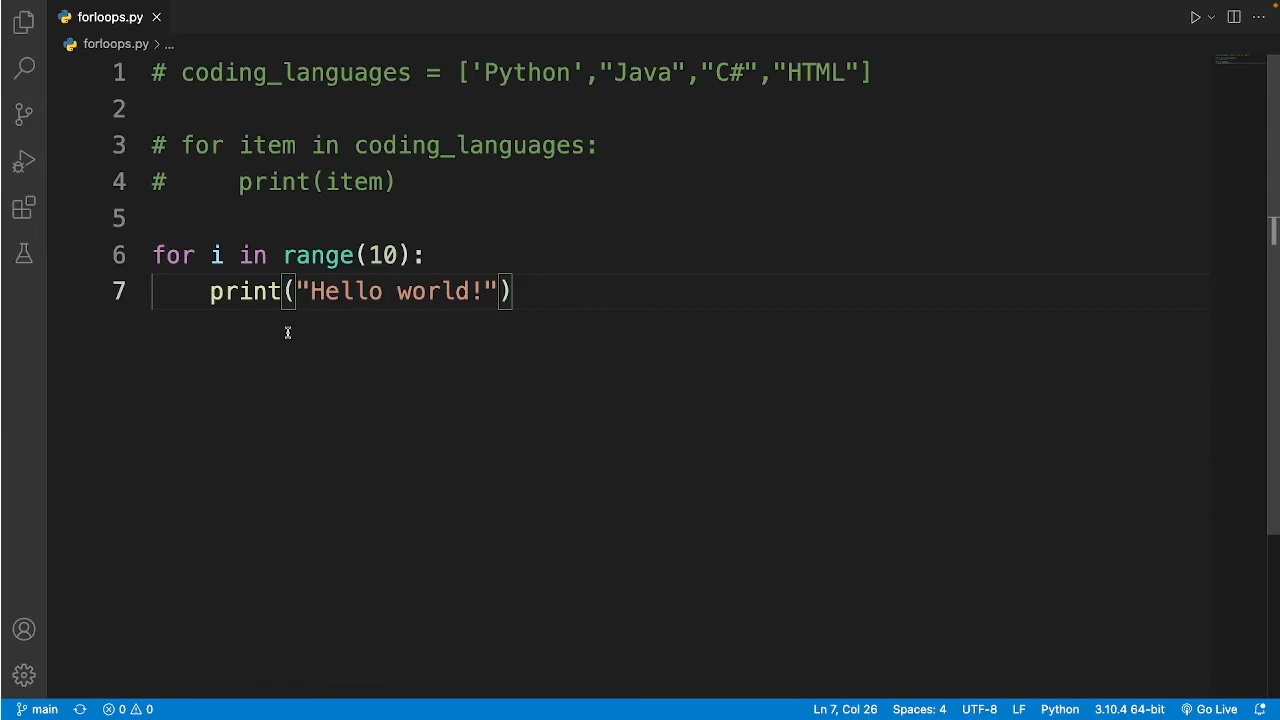 forloops.py
forloops.py > ...
1 # coding_languages = ['Python',"Java","C#","HTML"]
2
3 # for item in coding_languages:
4 #     print(item)
5
6 for i in range(10):
7     print("Hello world!")
main 0 0 Ln 7, Col 26 Spaces: 4 UTF-8 LF Python 3.10.4 64-bit Go Live